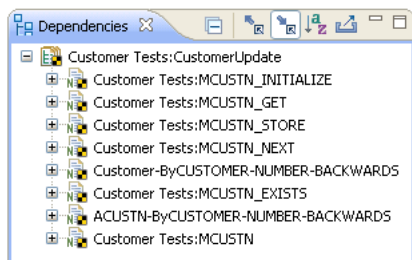 Dependencies
Customer Tests:CustomerUpdate
Customer Tests:MCUSTN_INITIALIZE
Customer Tests:MCUSTN_GET
Customer Tests:MCUSTN_STORE
Customer Tests:MCUSTN_NEXT
Customer-ByCUSTOMER-NUMBER-BACKWARDS
Customer Tests:MCUSTN_EXISTS
ACUSTN-ByCUSTOMER-NUMBER-BACKWARDS
Customer Tests:MCUSTN